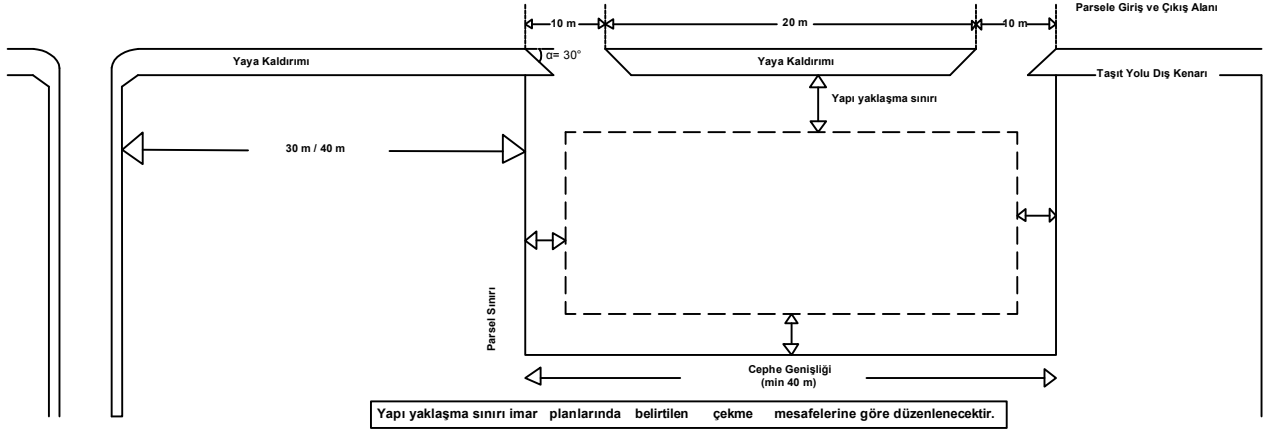 Parsele Giriş ve Çıkış Alanı
10 m
20 m
10 m
α= 30°
Yaya Kaldırımı
Yaya Kaldırımı
Taşıt Yolu Dış Kenarı
Yapı yaklaşma sınırı
30 m / 40 m
Parsel Sınırı
Cephe Genişliği
(min 40 m)
Yapı yaklaşma sınırı imar planlarında belirtilen çekme mesafelerine göre düzenlenecektir.